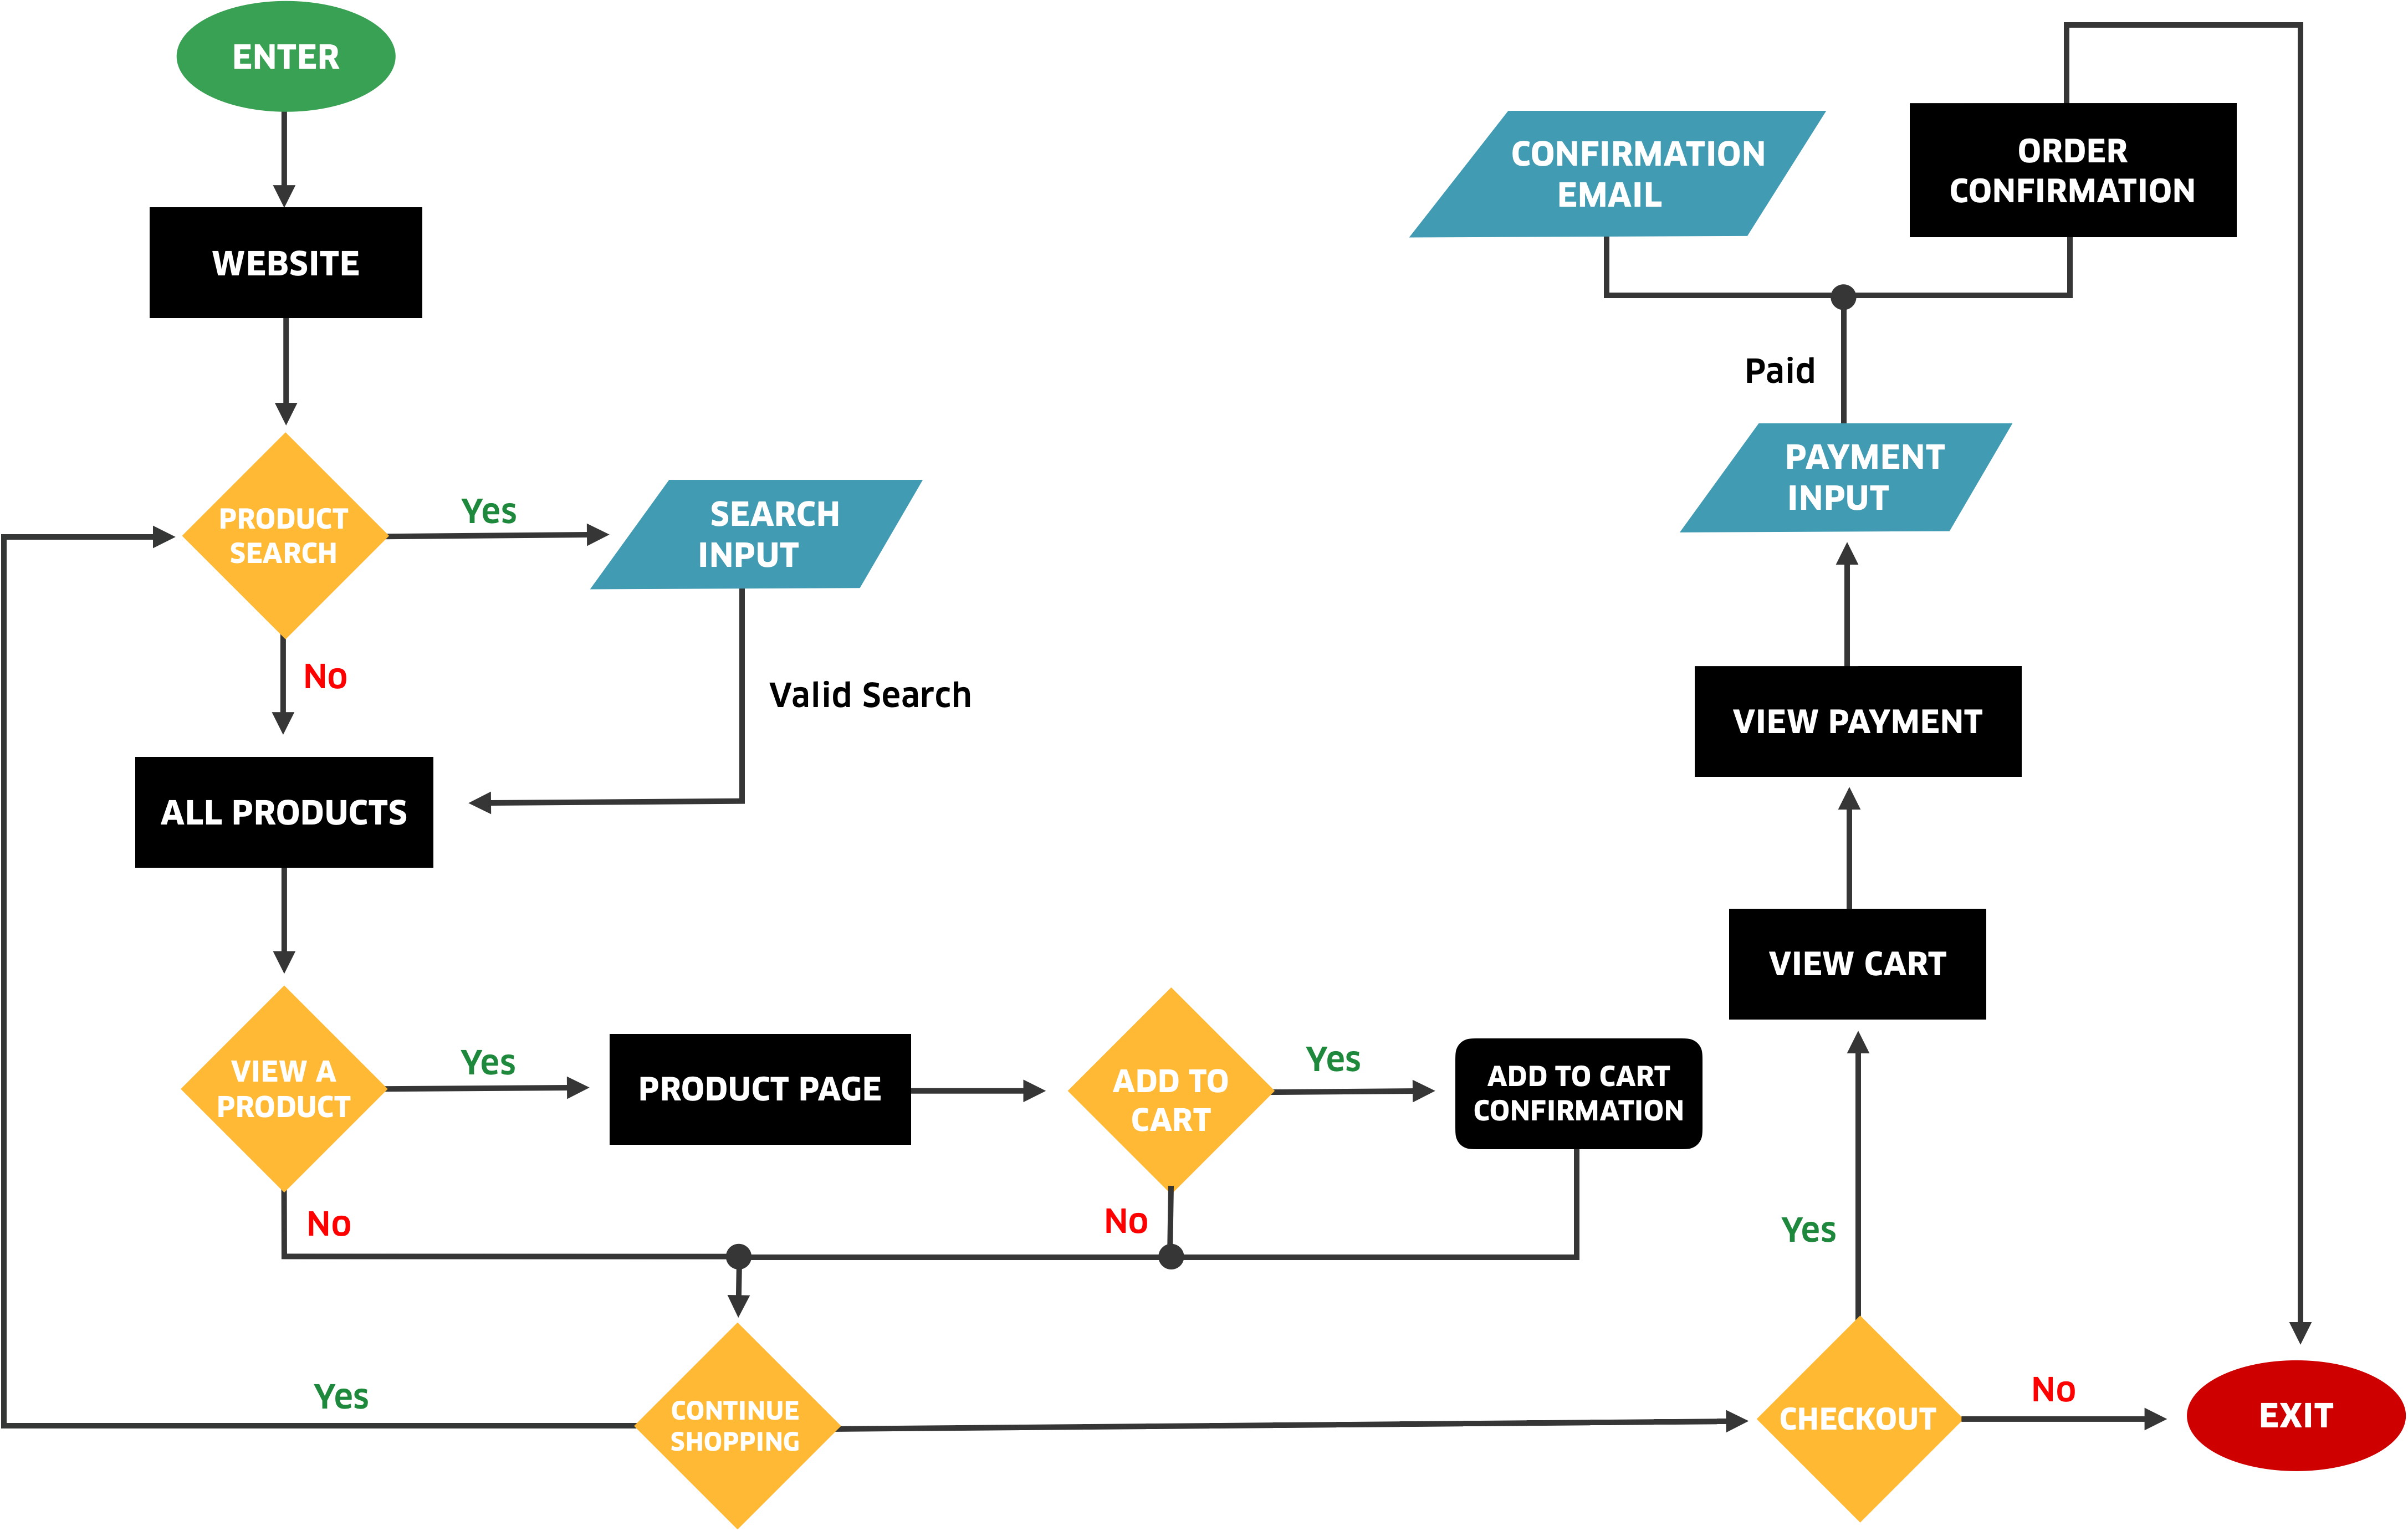 ENTER
WEBSITE
PRODUCT
SEARCH
Yes
SEARCH
INPUT
No
Valid Search
ALL PRODUCTS
VIEW A
PRODUCT
Yes
PRODUCT PAGE
ADD TO
CART
Yes
ADD TO CART
CONFIRMATION
No
No
CONTINUE
SHOPPING
Yes
CHECKOUT
No
EXIT
Yes
VIEW CART
VIEW PAYMENT
PAYMENT
INPUT
Paid
CONFIRMATION
EMAIL
ORDER
CONFIRMATION